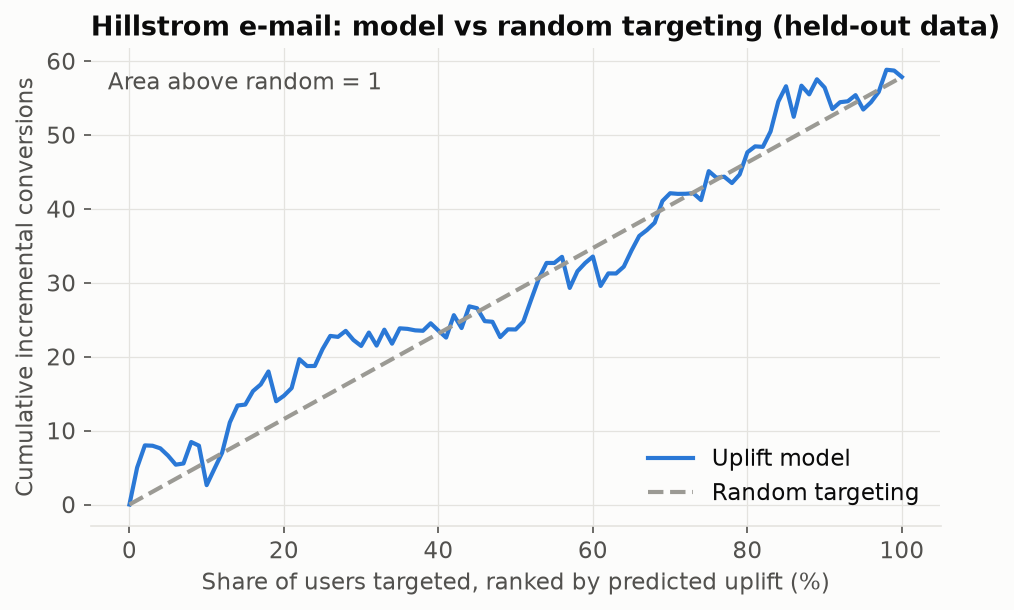 Hillstrom e-mail: model vs random targeting (held-out data)
Area above random = 1
Cumulative incremental conversions
60
50
40
30
20
10
0
Uplift model
Random targeting
0 20 40 60 80 100
Share of users targeted, ranked by predicted uplift (%)